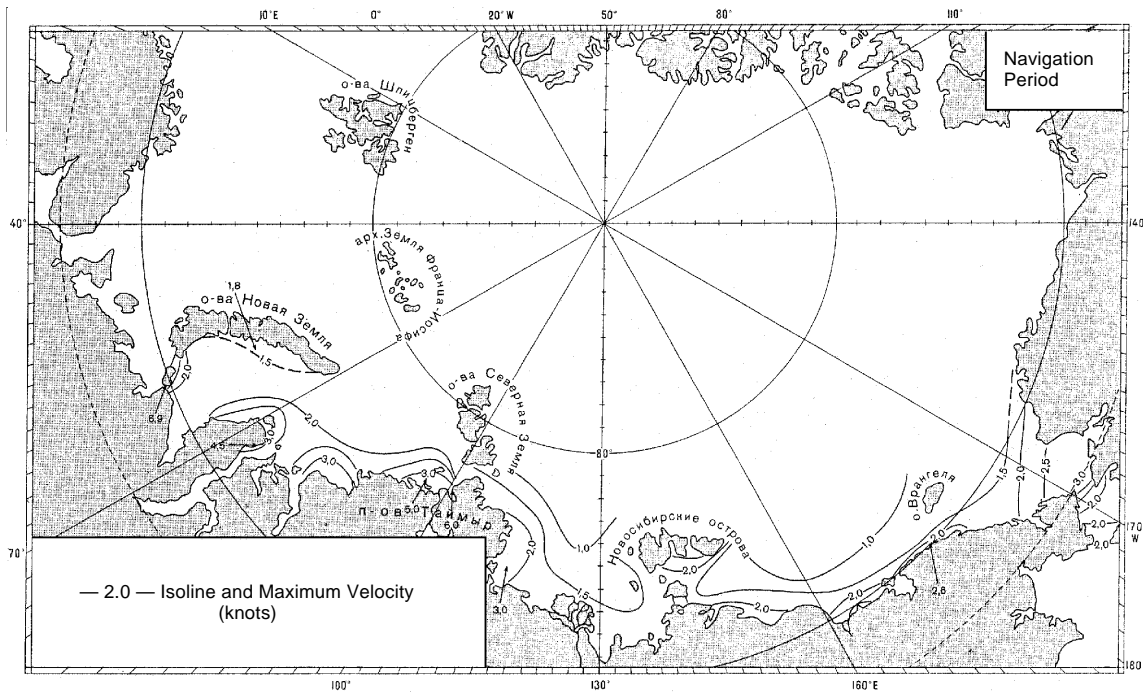 10°E 0° 20°W 50° 80° 110°
Navigation
Period
о-ва Шпицберген
40°
140
арх. Земля Франца-Иосифа
1,8
о-ва Новая Земля
1,5
2,0
6,9
о-ва Северная Земля
2,0
3,0
4,6
3,0
3,0
5,0
п-ов Таймыр
6,0
80°
о. Врангеля
1,5
2,0
2,5
3,0
2,0
2,0
2,0
170
W
1,0
2,0
2,6
Новосибирские острова
2,0
1,0
2,0
1,5
3,0
2,0
2,0
70°
— 2.0 — Isoline and Maximum Velocity
(knots)
180
100° 130° 160°E